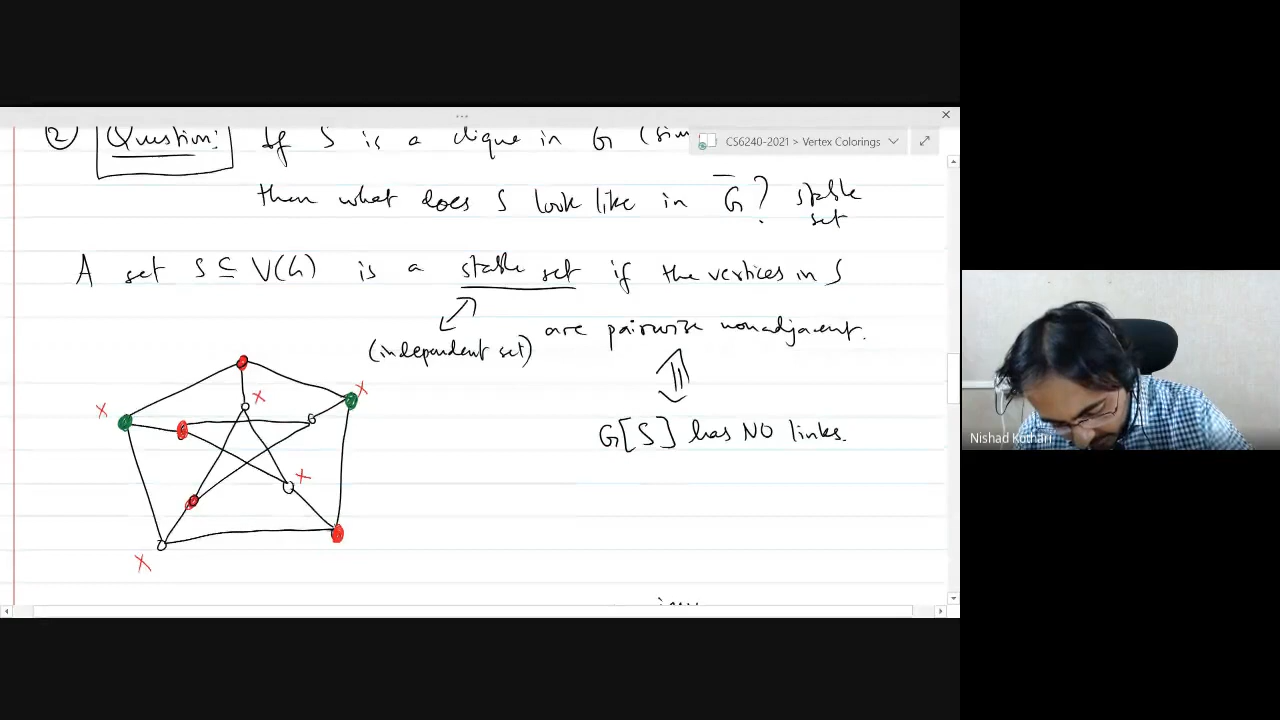 ② Question: If S is a clique in G (sim
CS6240-2021 > Vertex Colorings
then what does S look like in G̅? stable set
A set S ⊆ V(G) is a stable set if the vertices in S
(independent set) are pairwise nonadjacent.
G[S] has NO links.
Nishad Kothari